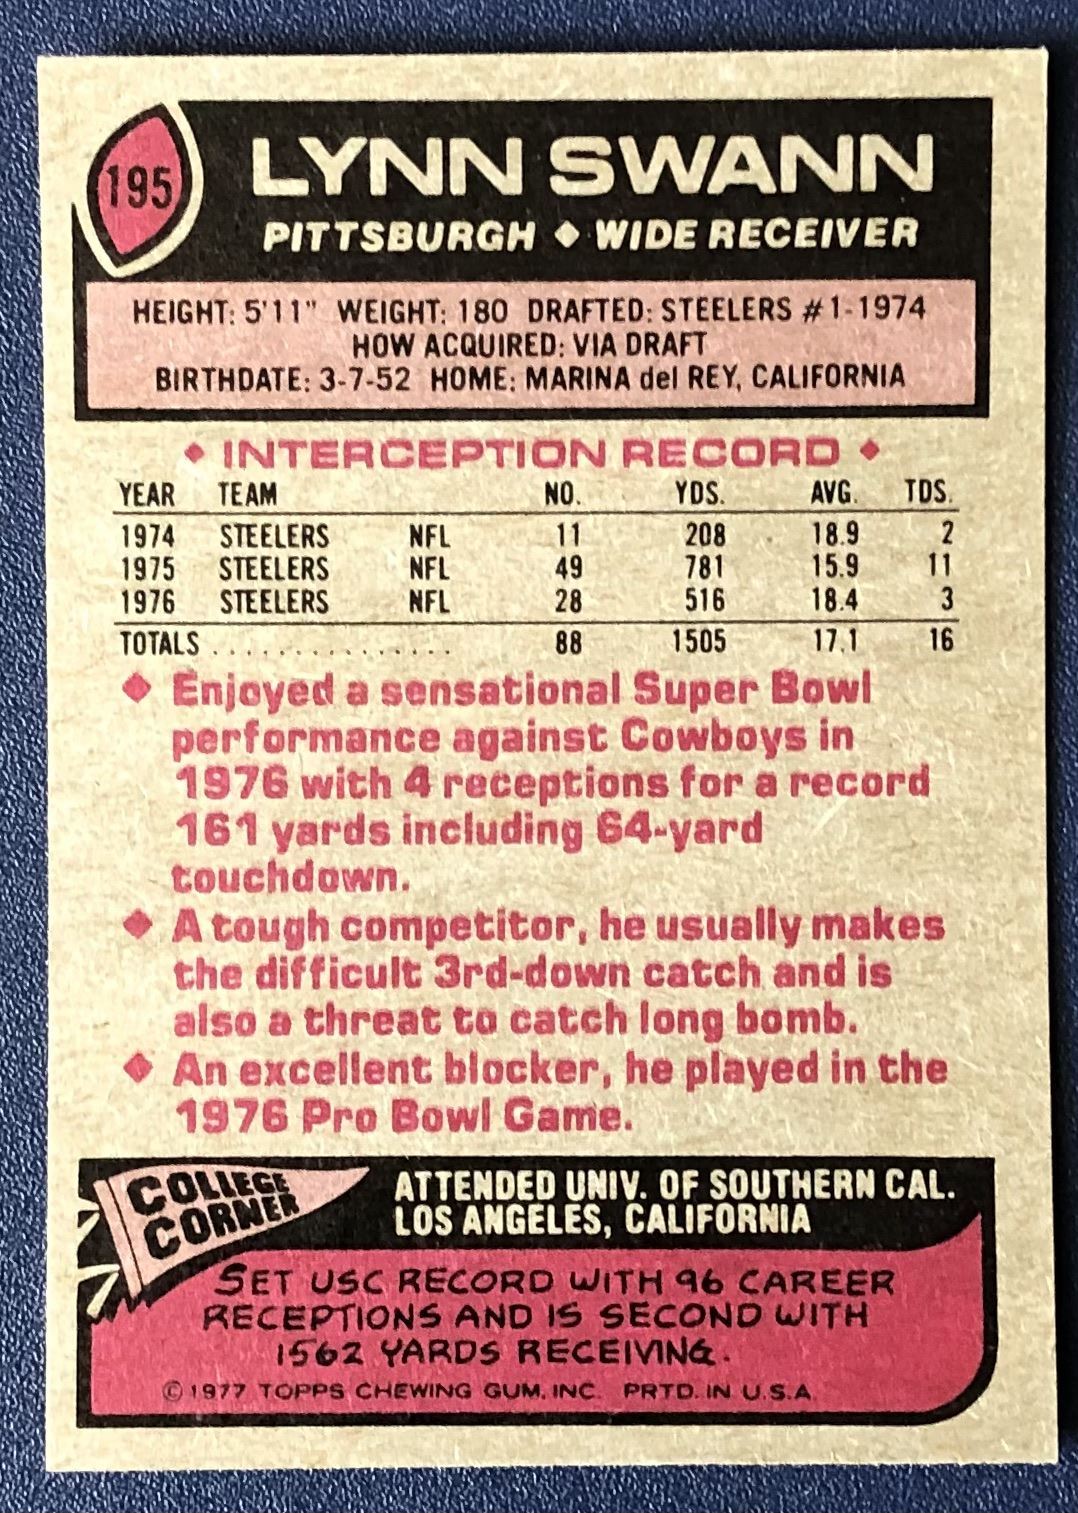 195
LYNN SWANN
PITTSBURGH ◆ WIDE RECEIVER
HEIGHT: 5'11" WEIGHT: 180 DRAFTED: STEELERS #1-1974
HOW ACQUIRED: VIA DRAFT
BIRTHDATE: 3-7-52 HOME: MARINA del REY, CALIFORNIA
◆ INTERCEPTION RECORD ◆
YEAR TEAM NO. YDS. AVG. TDS.
1974 STEELERS NFL 11 208 18.9 2
1975 STEELERS NFL 49 781 15.9 11
1976 STEELERS NFL 28 516 18.4 3
TOTALS . . . . . . . . . . . . . . . 88 1505 17.1 16
◆ Enjoyed a sensational Super Bowl
performance against Cowboys in
1976 with 4 receptions for a record
161 yards including 64-yard
touchdown.
◆ A tough competitor, he usually makes
the difficult 3rd-down catch and is
also a threat to catch long bomb.
◆ An excellent blocker, he played in the
1976 Pro Bowl Game.
COLLEGE
CORNER
ATTENDED UNIV. OF SOUTHERN CAL.
LOS ANGELES, CALIFORNIA
SET USC RECORD WITH 96 CAREER
RECEPTIONS AND IS SECOND WITH
1562 YARDS RECEIVING.
©1977 TOPPS CHEWING GUM, INC. PRTD. IN U.S.A.